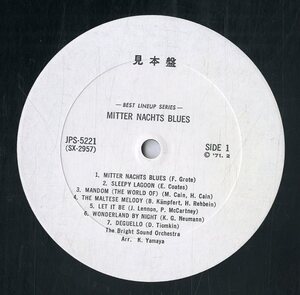 見本盤
— BEST LINEUP SERIES —
MITTER NACHTS BLUES
JPS-5221
(SX-2957)
SIDE 1
© '71. 2
1. MITTER NACHTS BLUES (F. Grote)
2. SLEEPY LAGOON (E. Coates)
3. MANDOM (THE WORLD OF) (M. Cain, H. Cain)
4. THE MALTESE MELODY (B. Kämpfert, H. Rehbein)
5. LET IT BE (J. Lennon, P. McCartney)
6. WONDERLAND BY NIGHT (K. G. Neumann)
7. DEGUELLO (D. Tiomkin)
The Bright Sound Orchestra
Arr. K. Yamaya